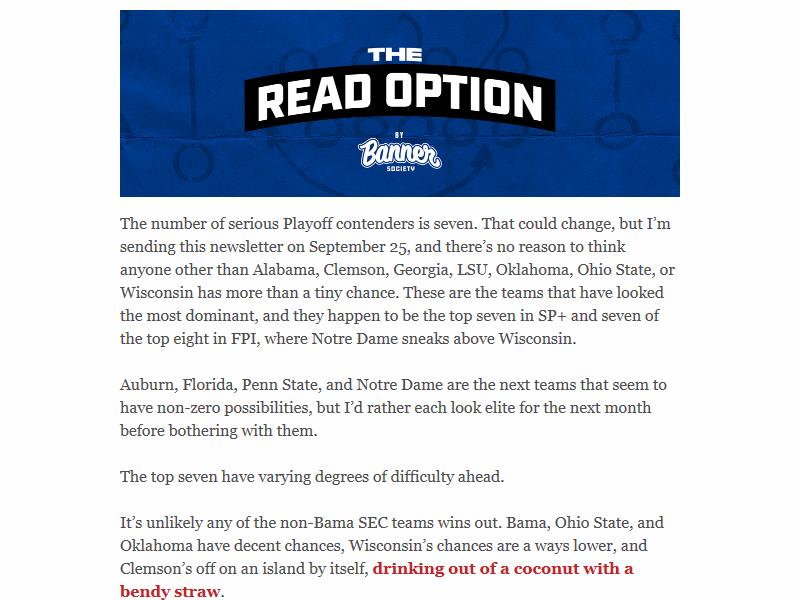 THE
READ OPTION
BY
Banner
SOCIETY
The number of serious Playoff contenders is seven. That could change, but I’m
sending this newsletter on September 25, and there’s no reason to think
anyone other than Alabama, Clemson, Georgia, LSU, Oklahoma, Ohio State, or
Wisconsin has more than a tiny chance. These are the teams that have looked
the most dominant, and they happen to be the top seven in SP+ and seven of
the top eight in FPI, where Notre Dame sneaks above Wisconsin.
Auburn, Florida, Penn State, and Notre Dame are the next teams that seem to
have non-zero possibilities, but I’d rather each look elite for the next month
before bothering with them.
The top seven have varying degrees of difficulty ahead.
It’s unlikely any of the non-Bama SEC teams wins out. Bama, Ohio State, and
Oklahoma have decent chances, Wisconsin’s chances are a ways lower, and
Clemson’s off on an island by itself, drinking out of a coconut with a
bendy straw.